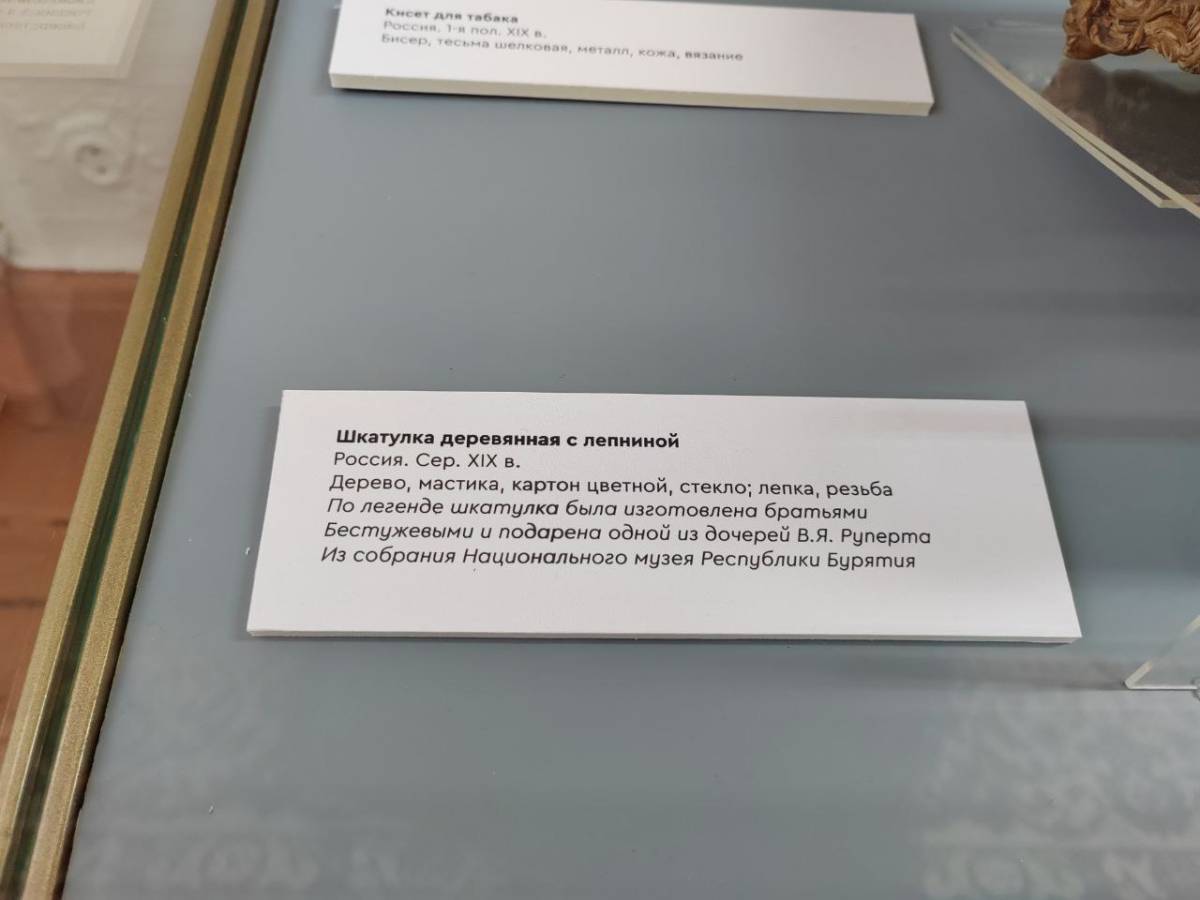 Кисет для табака
Россия. 1-я пол. XIX в.
Бисер, тесьма шелковая, металл, кожа, вязание
Шкатулка деревянная с лепниной
Россия. Сер. XIX в.
Дерево, мастика, картон цветной, стекло; лепка, резьба
По легенде шкатулка была изготовлена братьями
Бестужевыми и подарена одной из дочерей В.Я. Руперта
Из собрания Национального музея Республики Бурятия